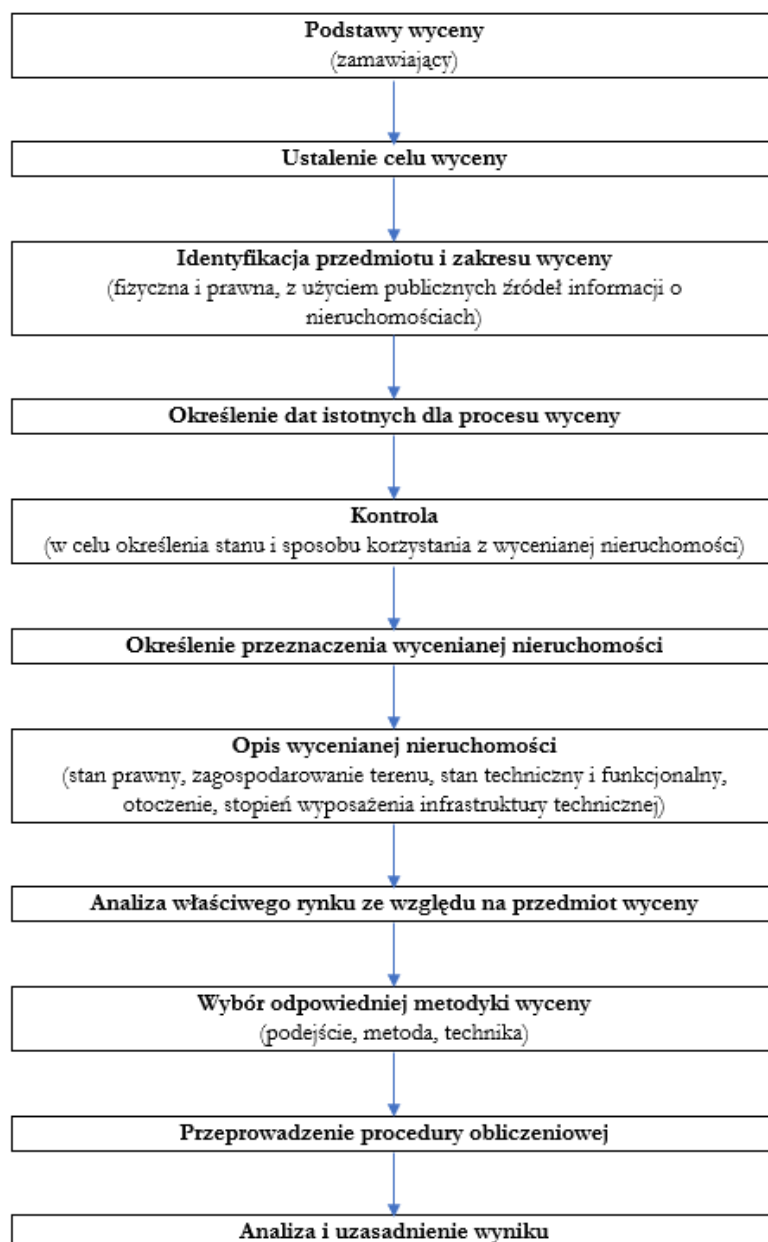 Podstawy wyceny
(zamawiający)
Ustalenie celu wyceny
Identyfikacja przedmiotu i zakresu wyceny
(fizyczna i prawna, z użyciem publicznych źródeł informacji o
nieruchomościach)
Określenie dat istotnych dla procesu wyceny
Kontrola
(w celu określenia stanu i sposobu korzystania z wycenianej nieruchomości)
Określenie przeznaczenia wycenianej nieruchomości
Opis wycenianej nieruchomości
(stan prawny, zagospodarowanie terenu, stan techniczny i funkcjonalny,
otoczenie, stopień wyposażenia infrastruktury technicznej)
Analiza właściwego rynku ze względu na przedmiot wyceny
Wybór odpowiedniej metodyki wyceny
(podejście, metoda, technika)
Przeprowadzenie procedury obliczeniowej
Analiza i uzasadnienie wyniku